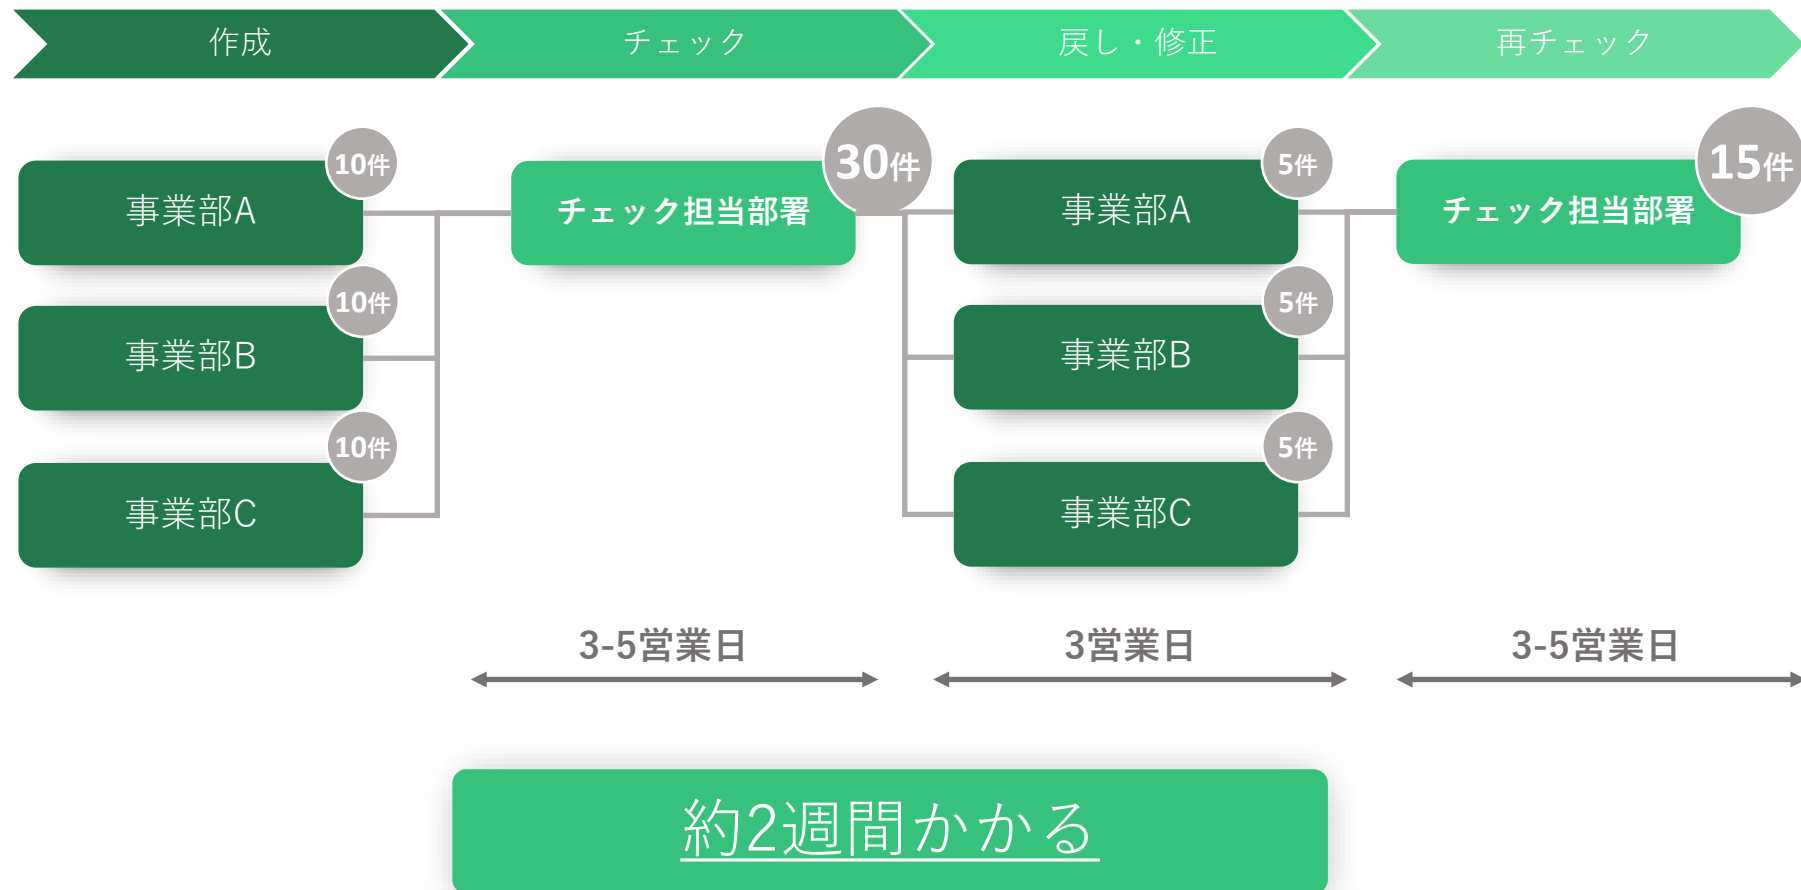 作成
チェック
戻し・修正
再チェック
事業部A
10件
事業部B
10件
事業部C
10件
チェック担当部署
30件
事業部A
5件
事業部B
5件
事業部C
5件
チェック担当部署
15件
3-5営業日
3営業日
3-5営業日
約2週間かかる